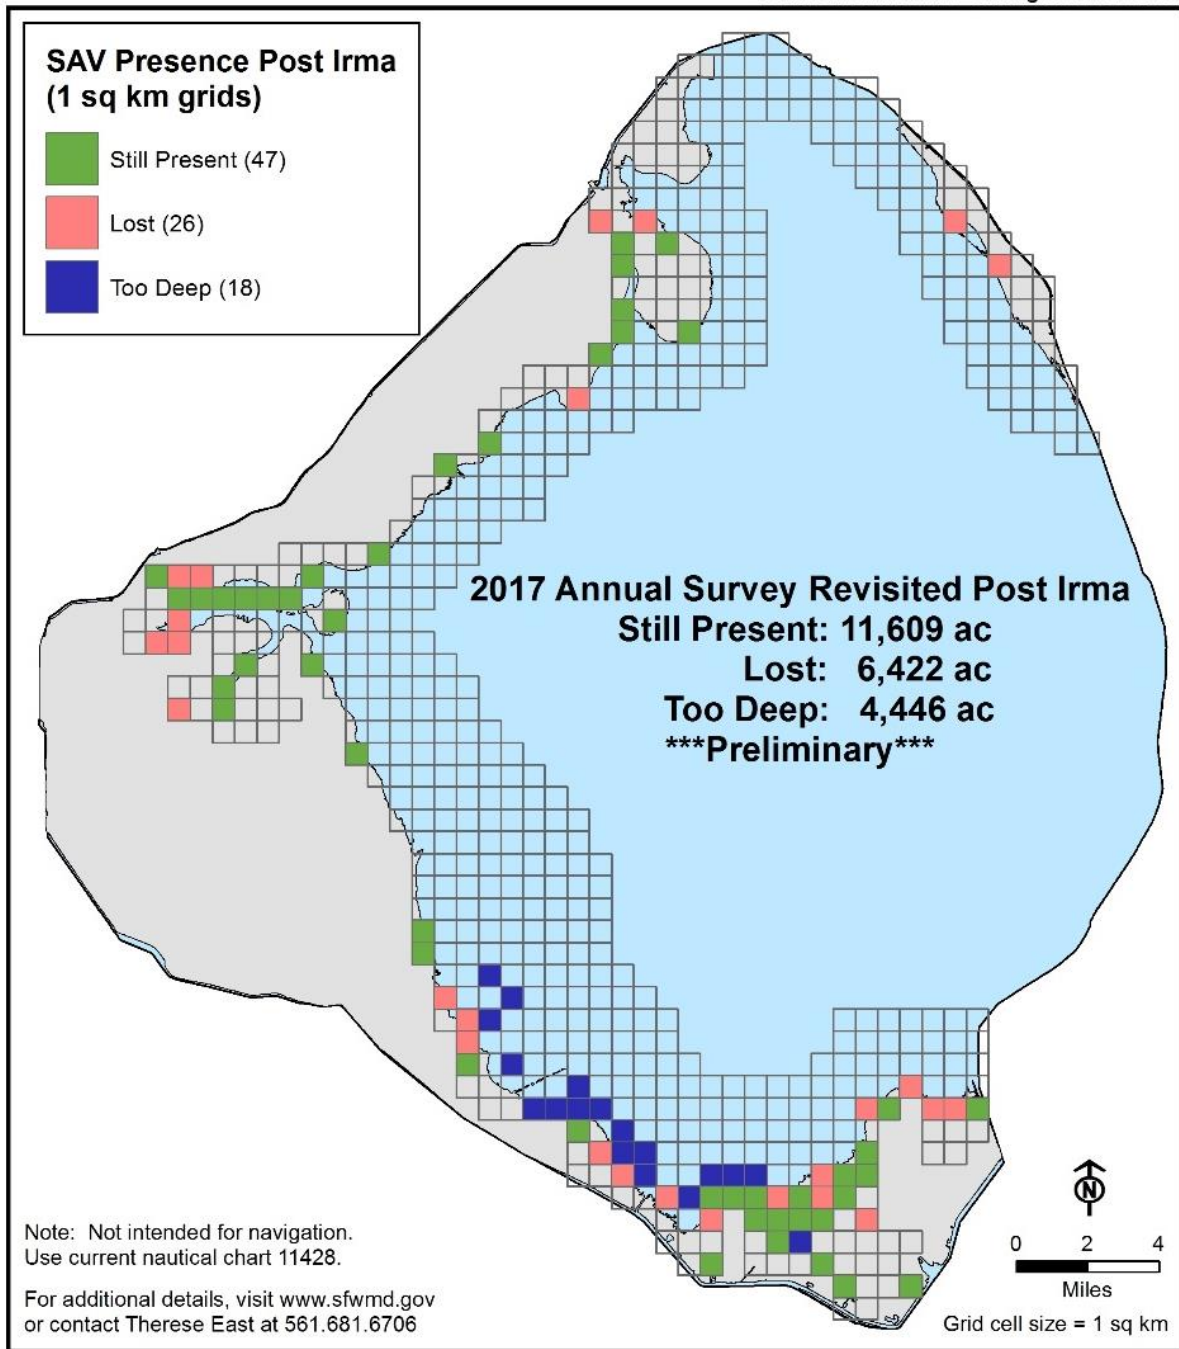 SAV Presence Post Irma
(1 sq km grids)
Still Present (47)
Lost (26)
Too Deep (18)
2017 Annual Survey Revisited Post Irma
Still Present: 11,609 ac
Lost: 6,422 ac
Too Deep: 4,446 ac
***Preliminary***
Note: Not intended for navigation.
Use current nautical chart 11428.
For additional details, visit www.sfwmd.gov
or contact Therese East at 561.681.6706
N
0 2 4
Miles
Grid cell size = 1 sq km